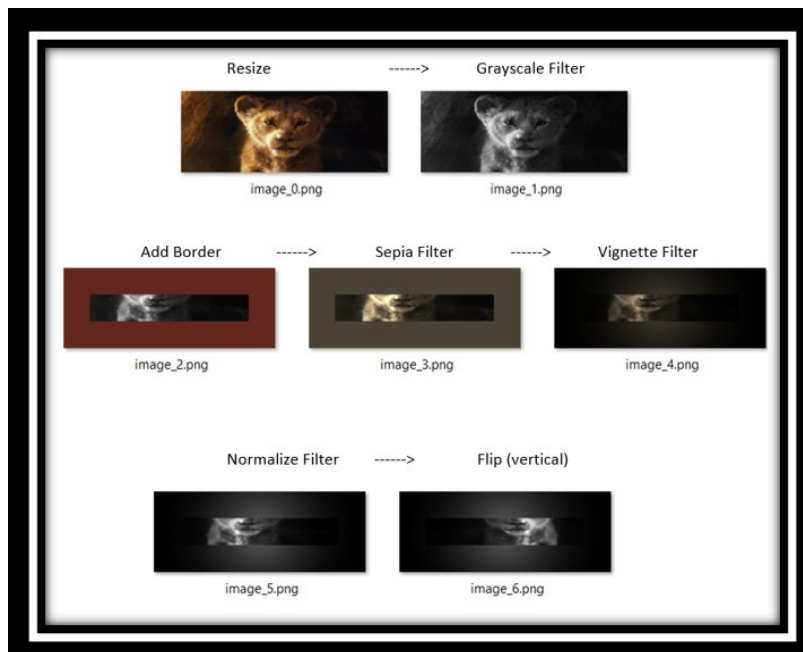 Resize ------> Grayscale Filter
image_0.png image_1.png
Add Border ------> Sepia Filter ------> Vignette Filter
image_2.png image_3.png image_4.png
Normalize Filter ------> Flip (vertical)
image_5.png image_6.png